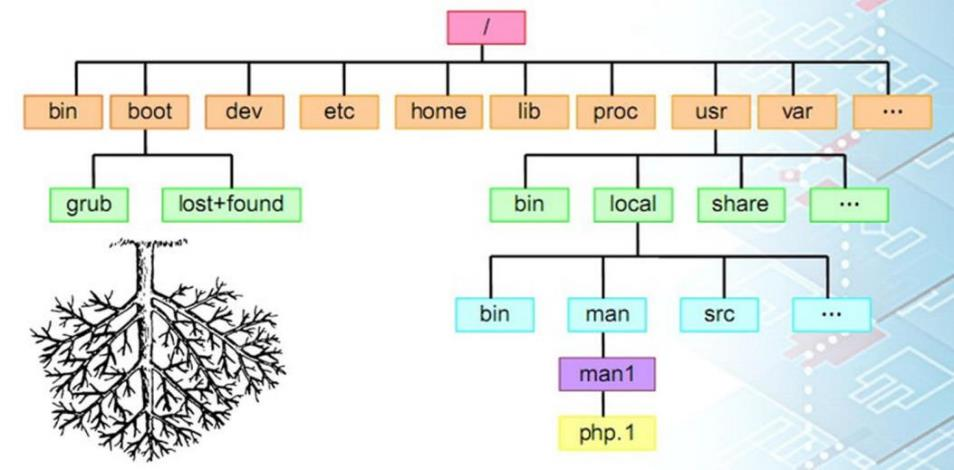 /
bin boot dev etc home lib proc usr var ...
grub lost+found bin local share ...
bin man src ...
man1
php.1